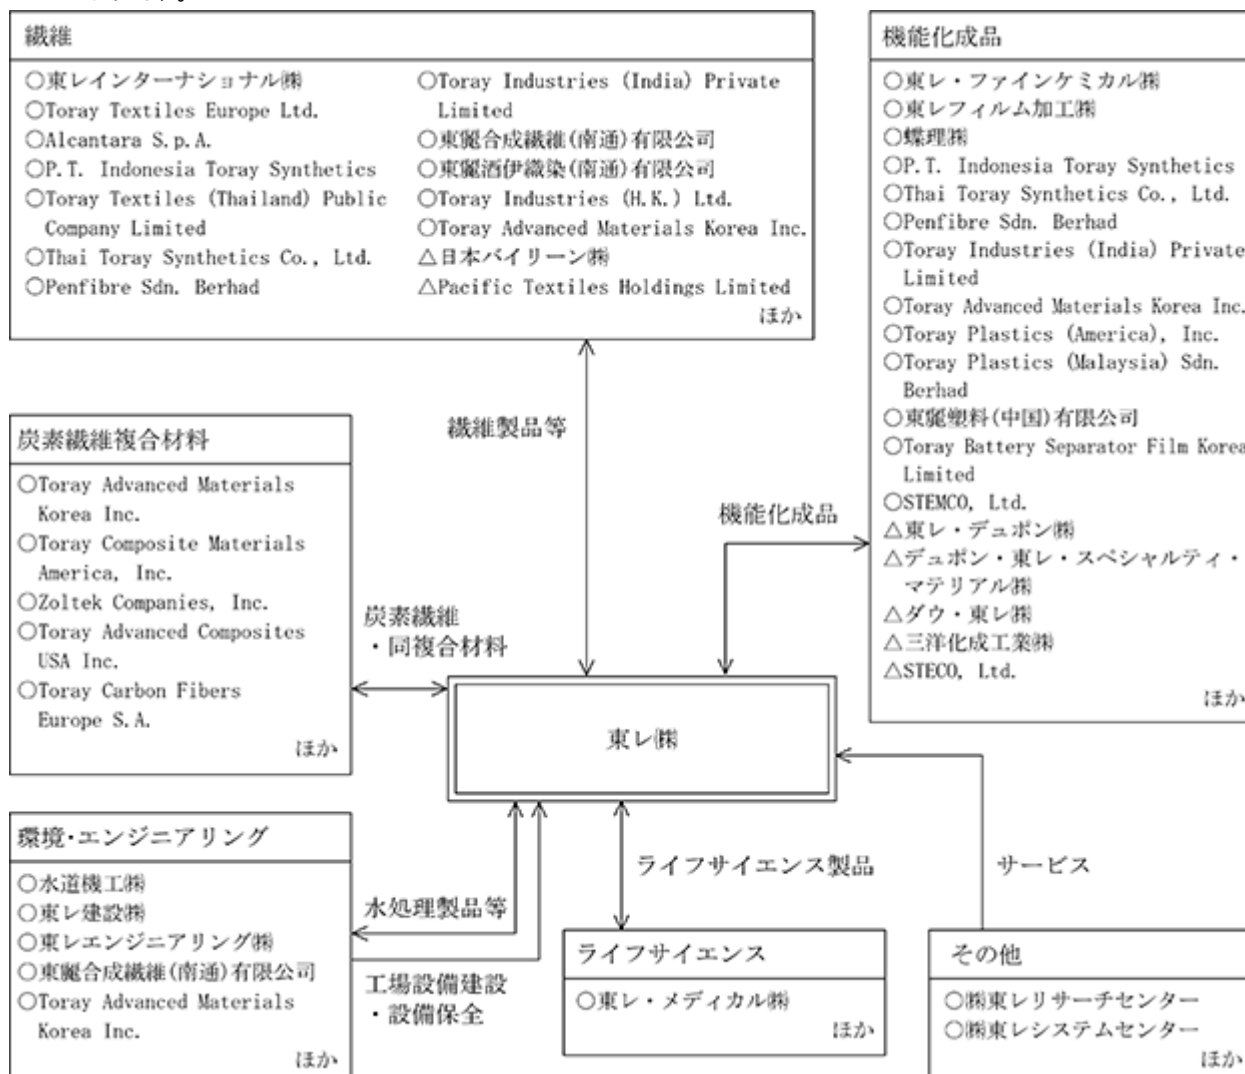 繊維
○東レインターナショナル㈱
○Toray Textiles Europe Ltd.
○Alcantara S.p.A.
○P.T. Indonesia Toray Synthetics
○Toray Textiles (Thailand) Public
Company Limited
○Thai Toray Synthetics Co., Ltd.
○Penfibre Sdn. Berhad
○Toray Industries (India) Private
Limited
○東麗合成繊維(南通)有限公司
○東麗酒伊織染(南通)有限公司
○Toray Industries (H.K.) Ltd.
○Toray Advanced Materials Korea Inc.
△日本バイリーン㈱
△Pacific Textiles Holdings Limited
ほか
機能化成品
○東レ・ファインケミカル㈱
○東レフィルム加工㈱
○蝶理㈱
○P.T. Indonesia Toray Synthetics
○Thai Toray Synthetics Co., Ltd.
○Penfibre Sdn. Berhad
○Toray Industries (India) Private
Limited
○Toray Advanced Materials Korea Inc.
○Toray Plastics (America), Inc.
○Toray Plastics (Malaysia) Sdn.
Berhad
○東麗塑料(中国)有限公司
○Toray Battery Separator Film Korea
Limited
○STEMCO, Ltd.
△東レ・デュポン㈱
△デュポン・東レ・スペシャルティ・
マテリアル㈱
△ダウ・東レ㈱
△三洋化成工業㈱
△STECO, Ltd.
ほか
繊維製品等
機能化成品
炭素繊維複合材料
○Toray Advanced Materials
Korea Inc.
○Toray Composite Materials
America, Inc.
○Zoltek Companies, Inc.
○Toray Advanced Composites
USA Inc.
○Toray Carbon Fibers
Europe S.A.
ほか
炭素繊維
・同複合材料
東レ㈱
環境・エンジニアリング
○水道機工㈱
○東レ建設㈱
○東レエンジニアリング㈱
○東麗合成繊維(南通)有限公司
○Toray Advanced Materials
Korea Inc.
ほか
水処理製品等
工場設備建設
・設備保全
ライフサイエンス製品
サービス
ライフサイエンス
○東レ・メディカル㈱
ほか
その他
○㈱東レリサーチセンター
○㈱東レシステムセンター
ほか